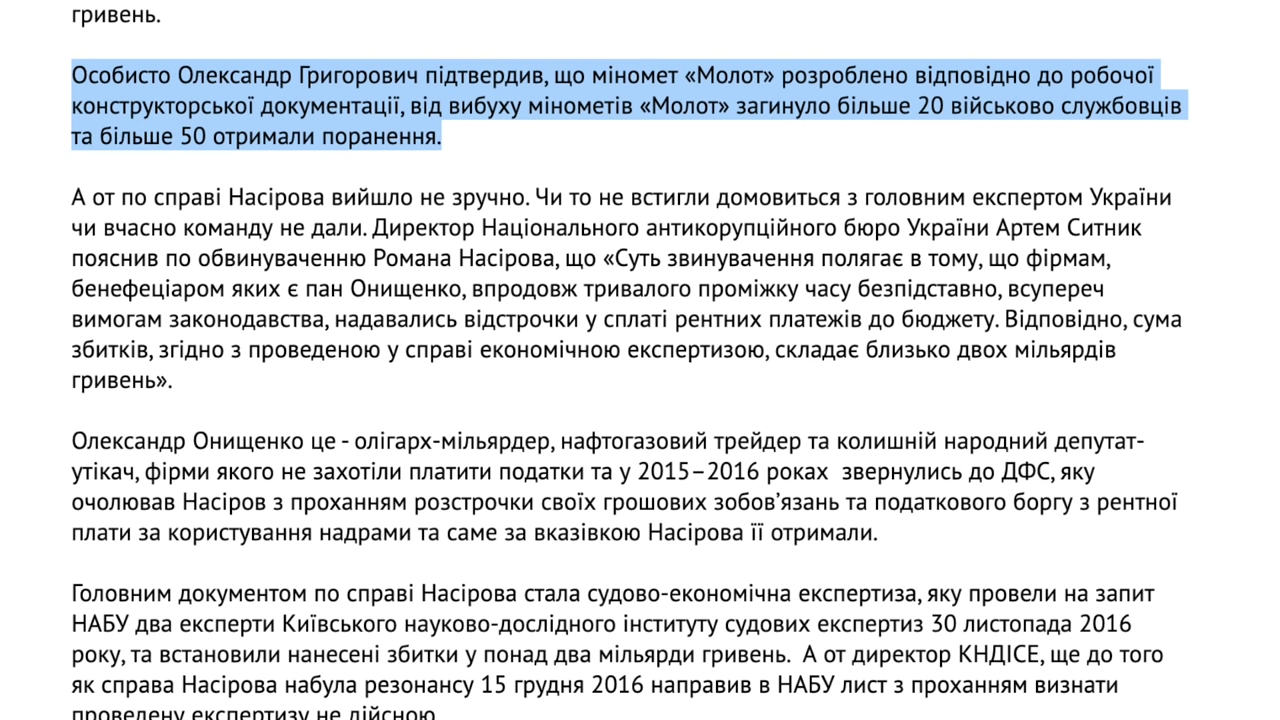 гривень.
Особисто Олександр Григорович підтвердив, що міномет «Молот» розроблено відповідно до робочої
конструкторської документації, від вибуху мінометів «Молот» загинуло більше 20 військово службовців
та більше 50 отримали поранення.
А от по справі Насірова вийшло не зручно. Чи то не встигли домовиться з головним експертом України
чи вчасно команду не дали. Директор Національного антикорупційного бюро України Артем Ситник
пояснив по обвинуваченню Романа Насірова, що «Суть звинувачення полягає в тому, що фірмам,
бенефеціаром яких є пан Онищенко, впродовж тривалого проміжку часу безпідставно, всупереч
вимогам законодавства, надавались відстрочки у сплаті рентних платежів до бюджету. Відповідно, сума
збитків, згідно з проведеною у справі економічною експертизою, складає близько двох мільярдів
гривень».
Олександр Онищенко це - олігарх-мільярдер, нафтогазовий трейдер та колишній народний депутат-
утікач, фірми якого не захотіли платити податки та у 2015–2016 роках  звернулись до ДФС, яку
очолював Насіров з проханням розстрочки своїх грошових зобов’язань та податкового боргу з рентної
плати за користування надрами та саме за вказівкою Насірова її отримали.
Головним документом по справі Насірова стала судово-економічна експертиза, яку провели на запит
НАБУ два експерти Київського науково-дослідного інституту судових експертиз 30 листопада 2016
року, та встановили нанесені збитки у понад два мільярди гривень.  А от директор КНДІСЕ, ще до того
як справа Насірова набула резонансу 15 грудня 2016 направив в НАБУ лист з проханням визнати
проведену експертизу не дійсною